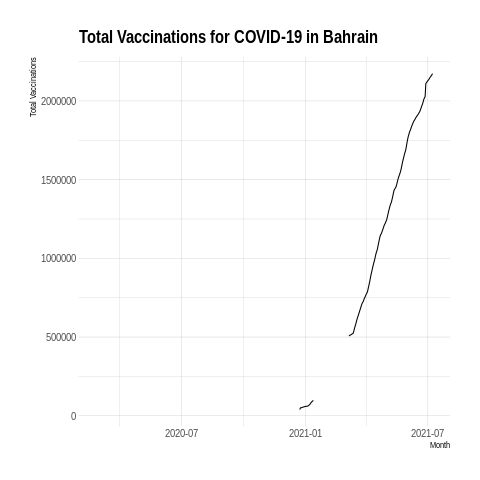 Total Vaccinations for COVID-19 in Bahrain
Total Vaccinations
2000000
1500000
1000000
500000
0
2020-07 2021-01 2021-07
Month